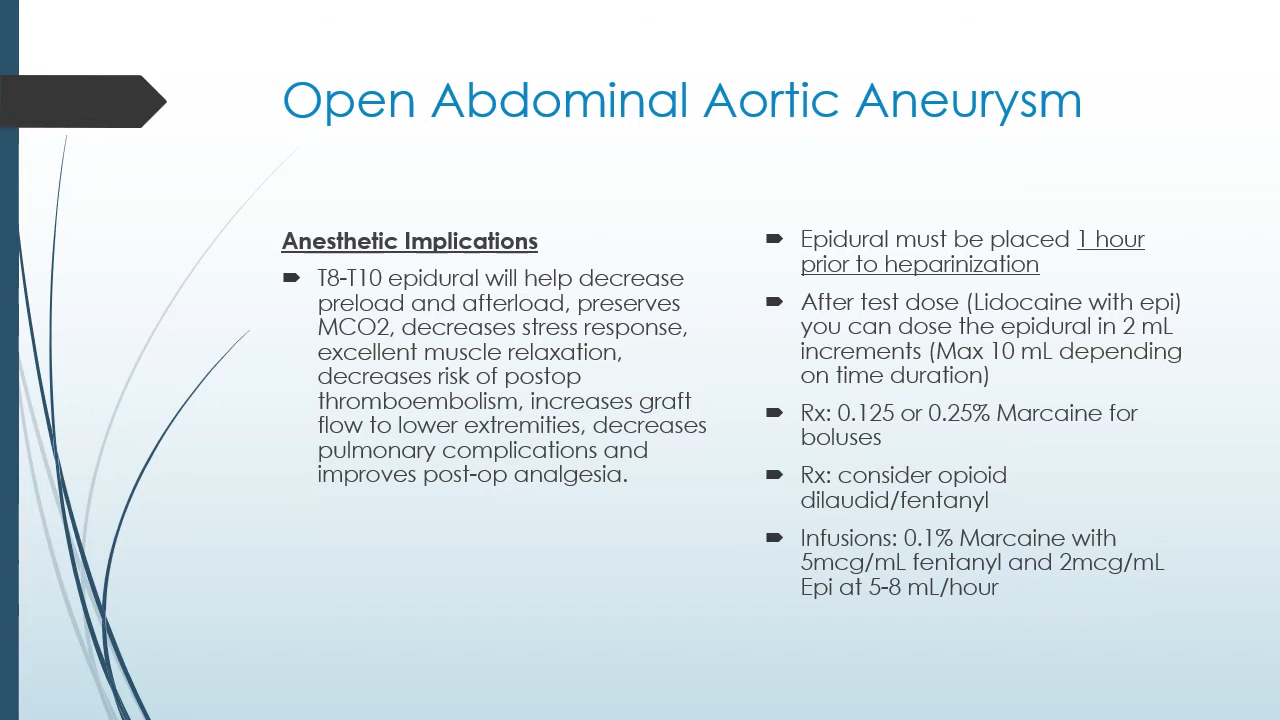 Open Abdominal Aortic Aneurysm
Anesthetic Implications
T8-T10 epidural will help decrease
preload and afterload, preserves
MCO2, decreases stress response,
excellent muscle relaxation,
decreases risk of postop
thromboembolism, increases graft
flow to lower extremities, decreases
pulmonary complications and
improves post-op analgesia.
Epidural must be placed 1 hour
prior to heparinization
After test dose (Lidocaine with epi)
you can dose the epidural in 2 mL
increments (Max 10 mL depending
on time duration)
Rx: 0.125 or 0.25% Marcaine for
boluses
Rx: consider opioid
dilaudid/fentanyl
Infusions: 0.1% Marcaine with
5mcg/mL fentanyl and 2mcg/mL
Epi at 5-8 mL/hour